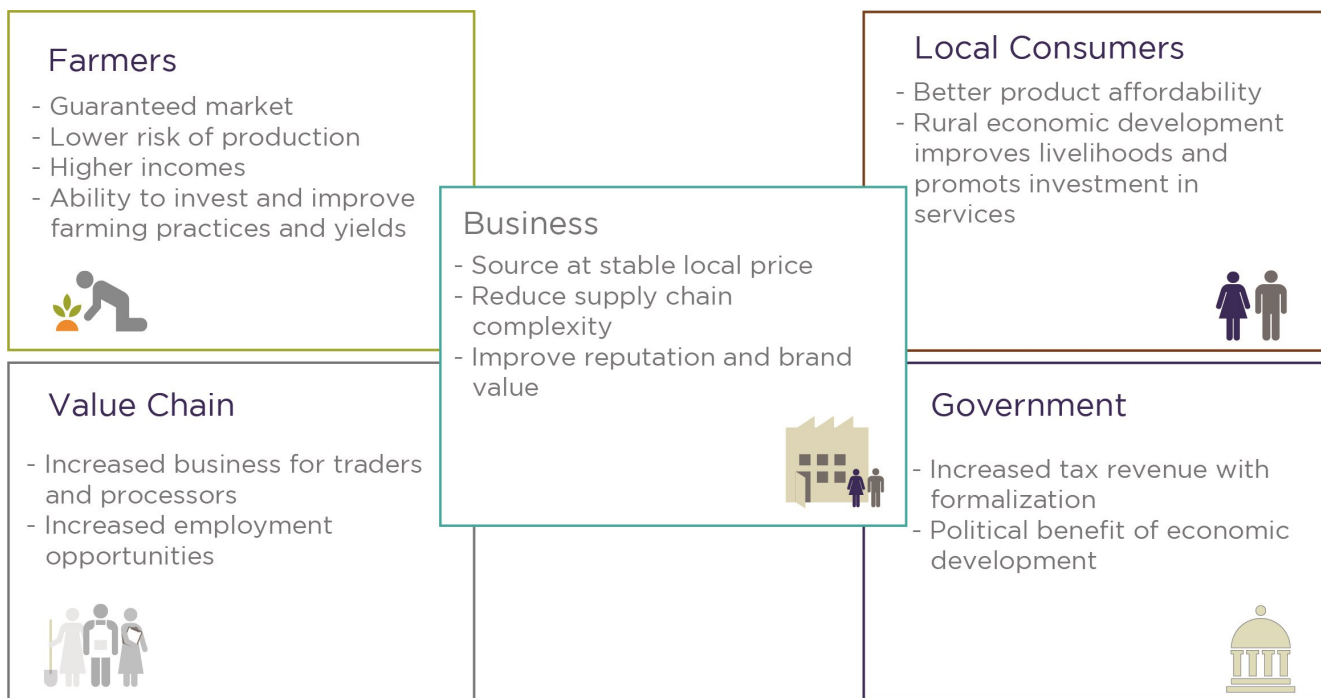 Farmers
- Guaranteed market
- Lower risk of production
- Higher incomes
- Ability to invest and improve
farming practices and yields
Local Consumers
- Better product affordability
- Rural economic development
improves livelihoods and
promots investment in
services
Business
- Source at stable local price
- Reduce supply chain
complexity
- Improve reputation and brand
value
Value Chain
- Increased business for traders
and processors
- Increased employment
opportunities
Government
- Increased tax revenue with
formalization
- Political benefit of economic
development